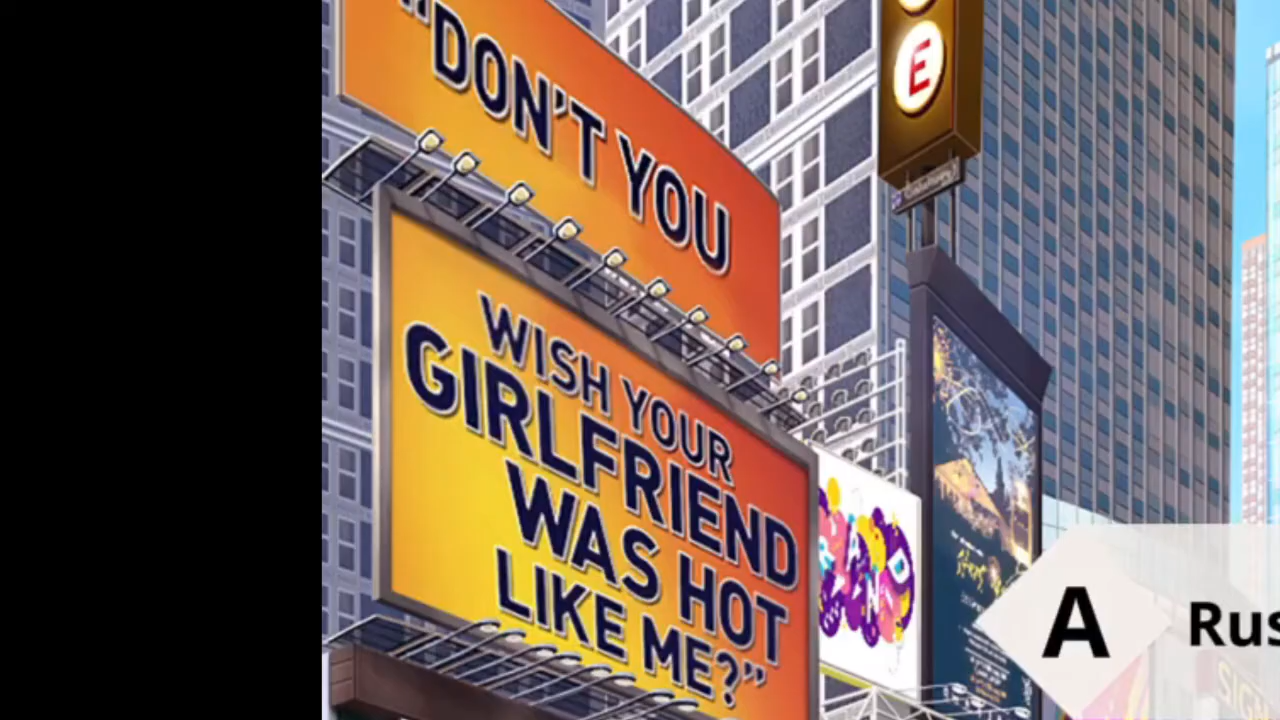 "DON'T YOU
WISH YOUR
GIRLFRIEND
WAS HOT
LIKE ME?"
E
A
Rus